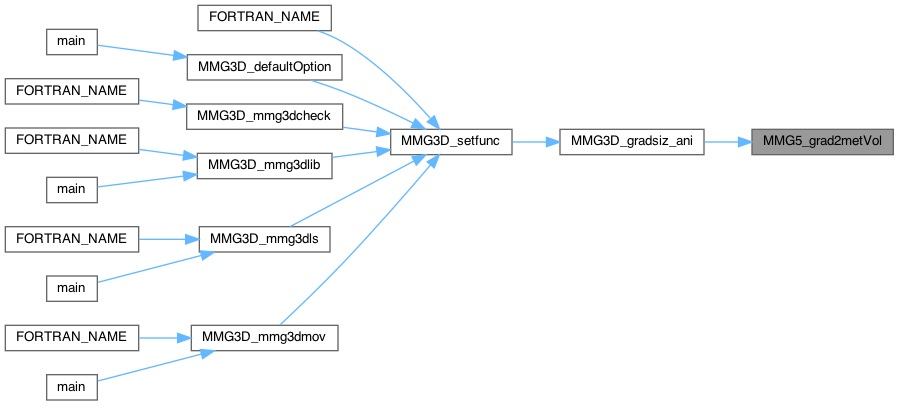 FORTRAN_NAME
main
MMG3D_defaultOption
FORTRAN_NAME
MMG3D_mmg3dcheck
FORTRAN_NAME
MMG3D_mmg3dlib
main
MMG3D_setfunc
MMG3D_gradsiz_ani
MMG5_grad2metVol
FORTRAN_NAME
MMG3D_mmg3dls
main
FORTRAN_NAME
MMG3D_mmg3dmov
main